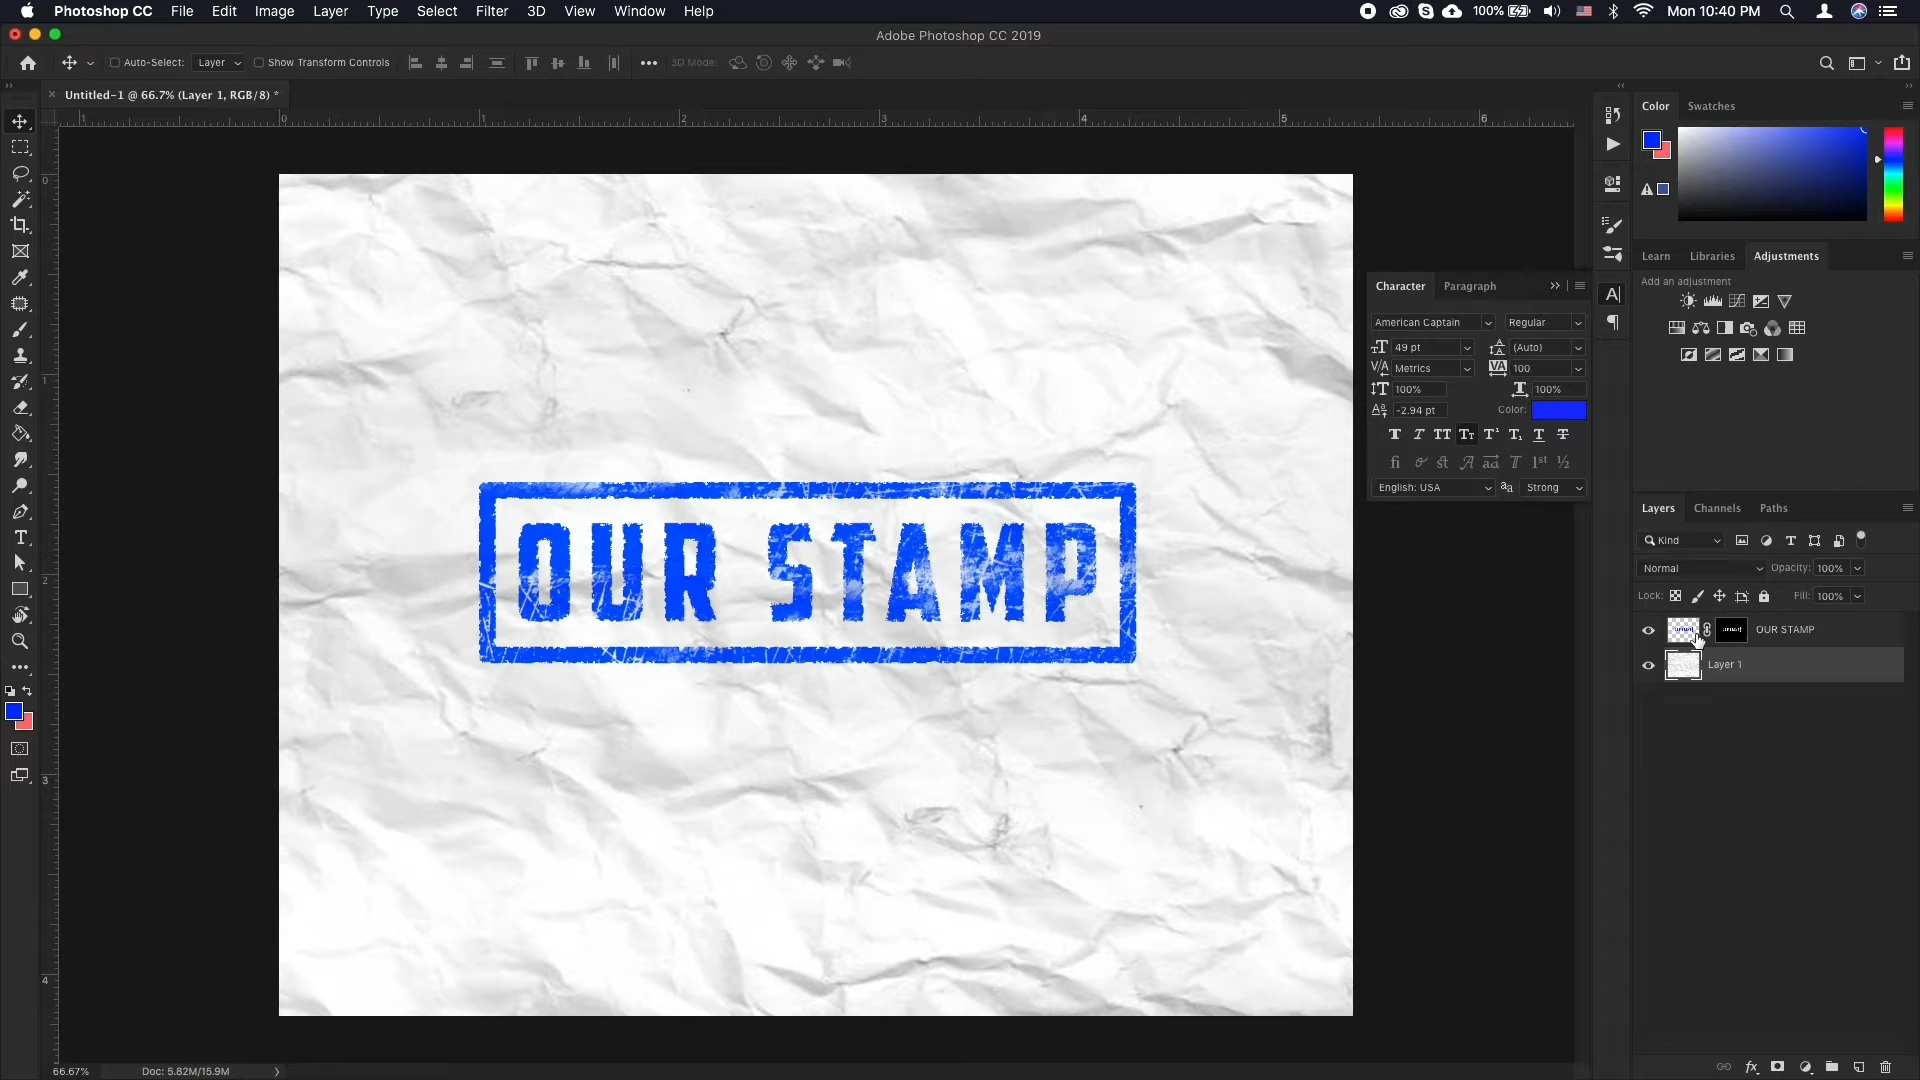 Photoshop CC File Edit Image Layer Type Select Filter 3D View Window Help 100% Mon 10:40 PM
Adobe Photoshop CC 2019
Auto-Select: Layer Show Transform Controls 3D Mode:
Untitled-1 @ 66.7% (Layer 1, RGB/8) *
Color Swatches
Learn Libraries Adjustments
Add an adjustment
Character Paragraph
American Captain Regular
49 pt (Auto)
Metrics 100
100% 100%
-2.94 pt Color:
English: USA Strong
OUR STAMP
Layers Channels Paths
Kind
Normal Opacity: 100%
Lock: Fill: 100%
OUR STAMP
Layer 1
66.67% Doc: 5.82M/15.9M